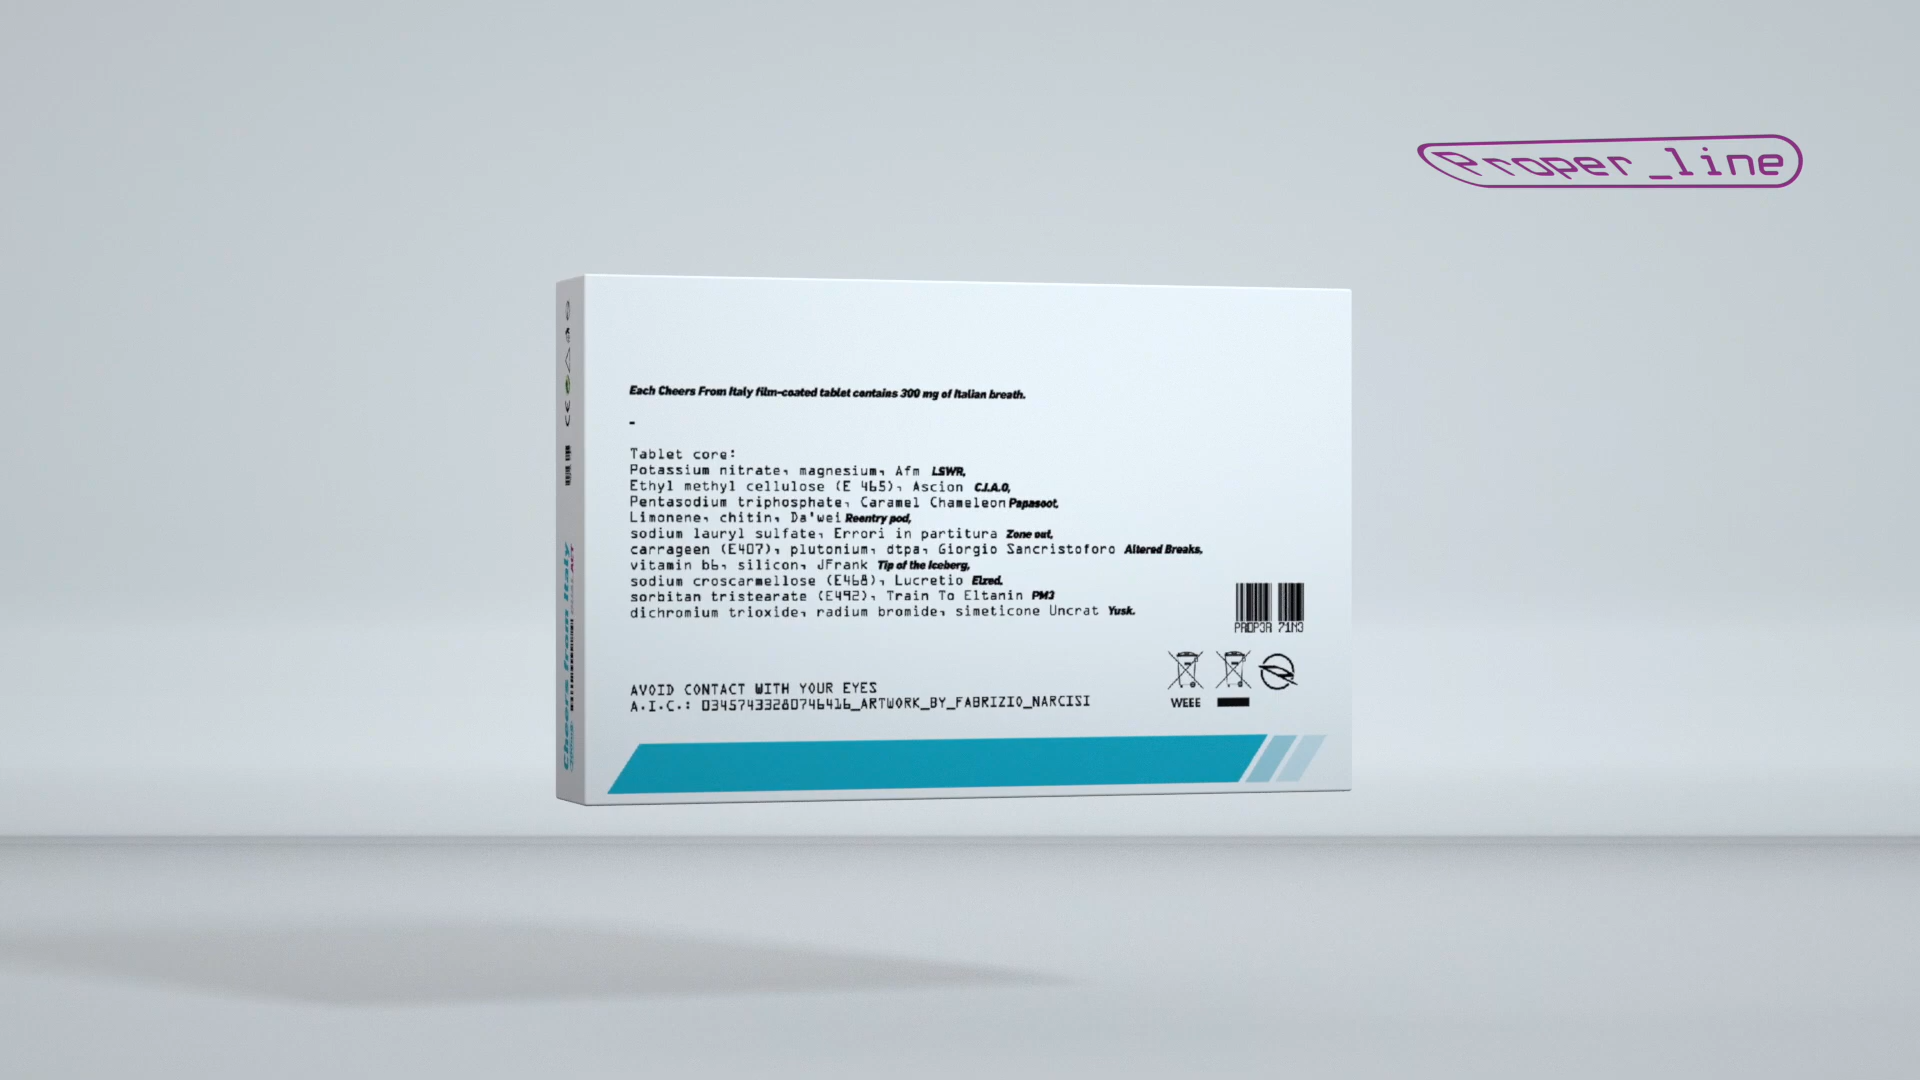 Proper_line
Each Cheers From Italy film-coated tablet contains 300 mg of Italian breath.
-
Tablet core:
Potassium nitrate, magnesium, Afm LSWR,
Ethyl methyl cellulose (E 465), Ascion C.I.A.O,
Pentasodium triphosphate, Caramel Chameleon Papasoot,
Limonene, chitin, Da'wei Reentry pod,
sodium lauryl sulfate, Errori in partitura Zone out,
carrageen (E407), plutonium, dtpa, Giorgio Sancristoforo Altered Breaks,
vitamin b6, silicon, JFrank Tip of the Iceberg,
sodium croscarmellose (E468), Lucretio Elzed,
sorbitan tristearate (E492), Train To Eltanin PM3
dichromium trioxide, radium bromide, simeticone Uncrat Yusk.
PROP3R 71N3
WEEE
AVOID CONTACT WITH YOUR EYES
A.I.C.: 03457433280746416_ARTWORK_BY_FABRIZIO_NARCISI
Cheers from Italy